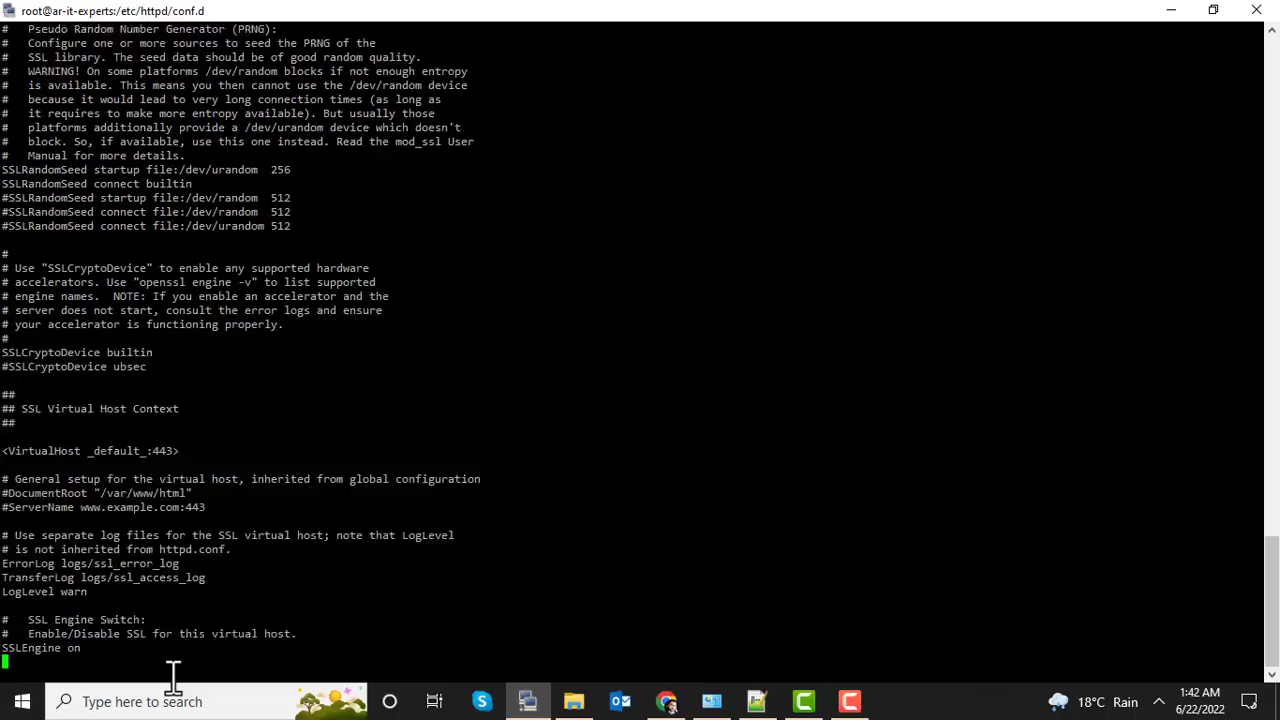 root@ar-it-experts:/etc/httpd/conf.d
#   Pseudo Random Number Generator (PRNG):
#   Configure one or more sources to seed the PRNG of the
#   SSL library. The seed data should be of good random quality.
#   WARNING! On some platforms /dev/random blocks if not enough entropy
#   is available. This means you then cannot use the /dev/random device
#   because it would lead to very long connection times (as long as
#   it requires to make more entropy available). But usually those
#   platforms additionally provide a /dev/urandom device which doesn't
#   block. So, if available, use this one instead. Read the mod_ssl User
#   Manual for more details.
SSLRandomSeed startup file:/dev/urandom  256
SSLRandomSeed connect builtin
#SSLRandomSeed startup file:/dev/random  512
#SSLRandomSeed connect file:/dev/random  512
#SSLRandomSeed connect file:/dev/urandom 512
#
# Use "SSLCryptoDevice" to enable any supported hardware
# accelerators. Use "openssl engine -v" to list supported
# engine names.  NOTE: If you enable an accelerator and the
# server does not start, consult the error logs and ensure
# your accelerator is functioning properly.
#
SSLCryptoDevice builtin
#SSLCryptoDevice ubsec
##
## SSL Virtual Host Context
##
<VirtualHost _default_:443>
# General setup for the virtual host, inherited from global configuration
#DocumentRoot "/var/www/html"
#ServerName www.example.com:443
# Use separate log files for the SSL virtual host; note that LogLevel
# is not inherited from httpd.conf.
ErrorLog logs/ssl_error_log
TransferLog logs/ssl_access_log
LogLevel warn
#   SSL Engine Switch:
#   Enable/Disable SSL for this virtual host.
SSLEngine on
Type here to search
18°C Rain
1:42 AM
6/22/2022